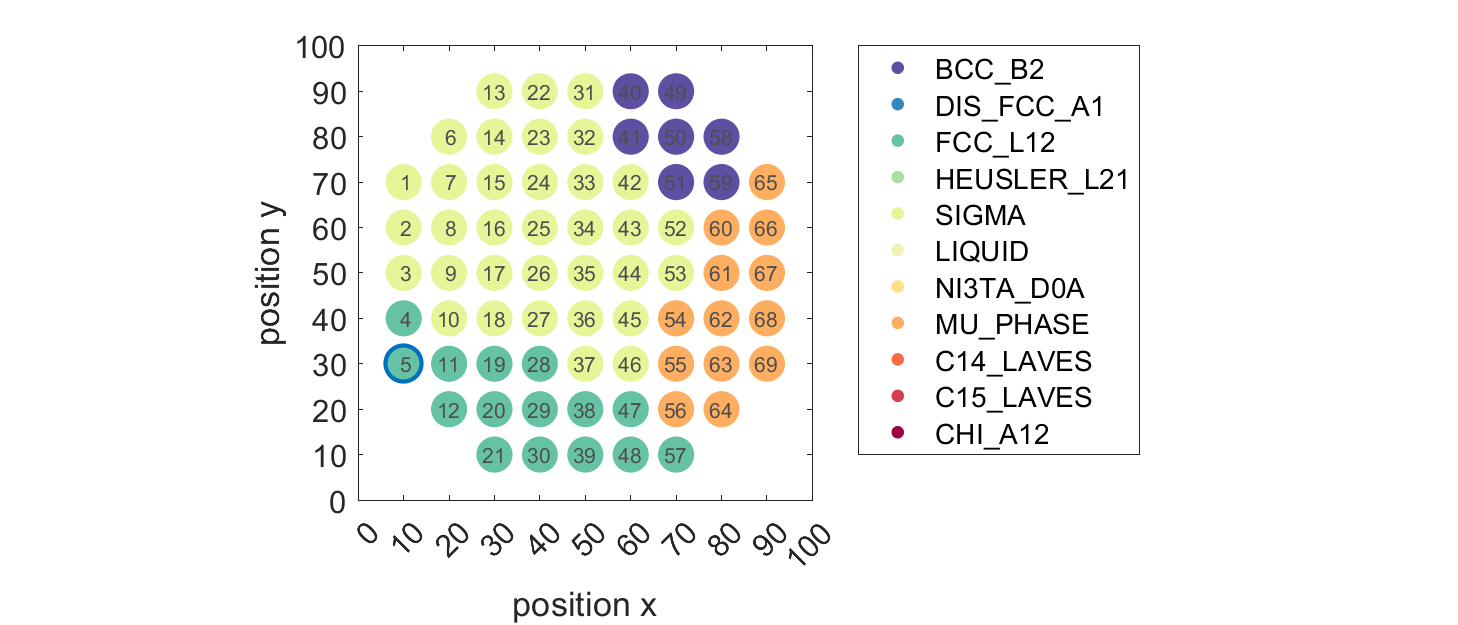 100
90
80
70
60
50
40
30
20
10
0
position y
13 22 31 40 49
6 14 23 32 41 50 58
1 7 15 24 33 42 51 59 65
2 8 16 25 34 43 52 60 66
3 9 17 26 35 44 53 61 67
4 10 18 27 36 45 54 62 68
5 11 19 28 37 46 55 63 69
12 20 29 38 47 56 64
21 30 39 48 57
0 10 20 30 40 50 60 70 80 90 100
position x
BCC_B2
DIS_FCC_A1
FCC_L12
HEUSLER_L21
SIGMA
LIQUID
NI3TA_D0A
MU_PHASE
C14_LAVES
C15_LAVES
CHI_A12